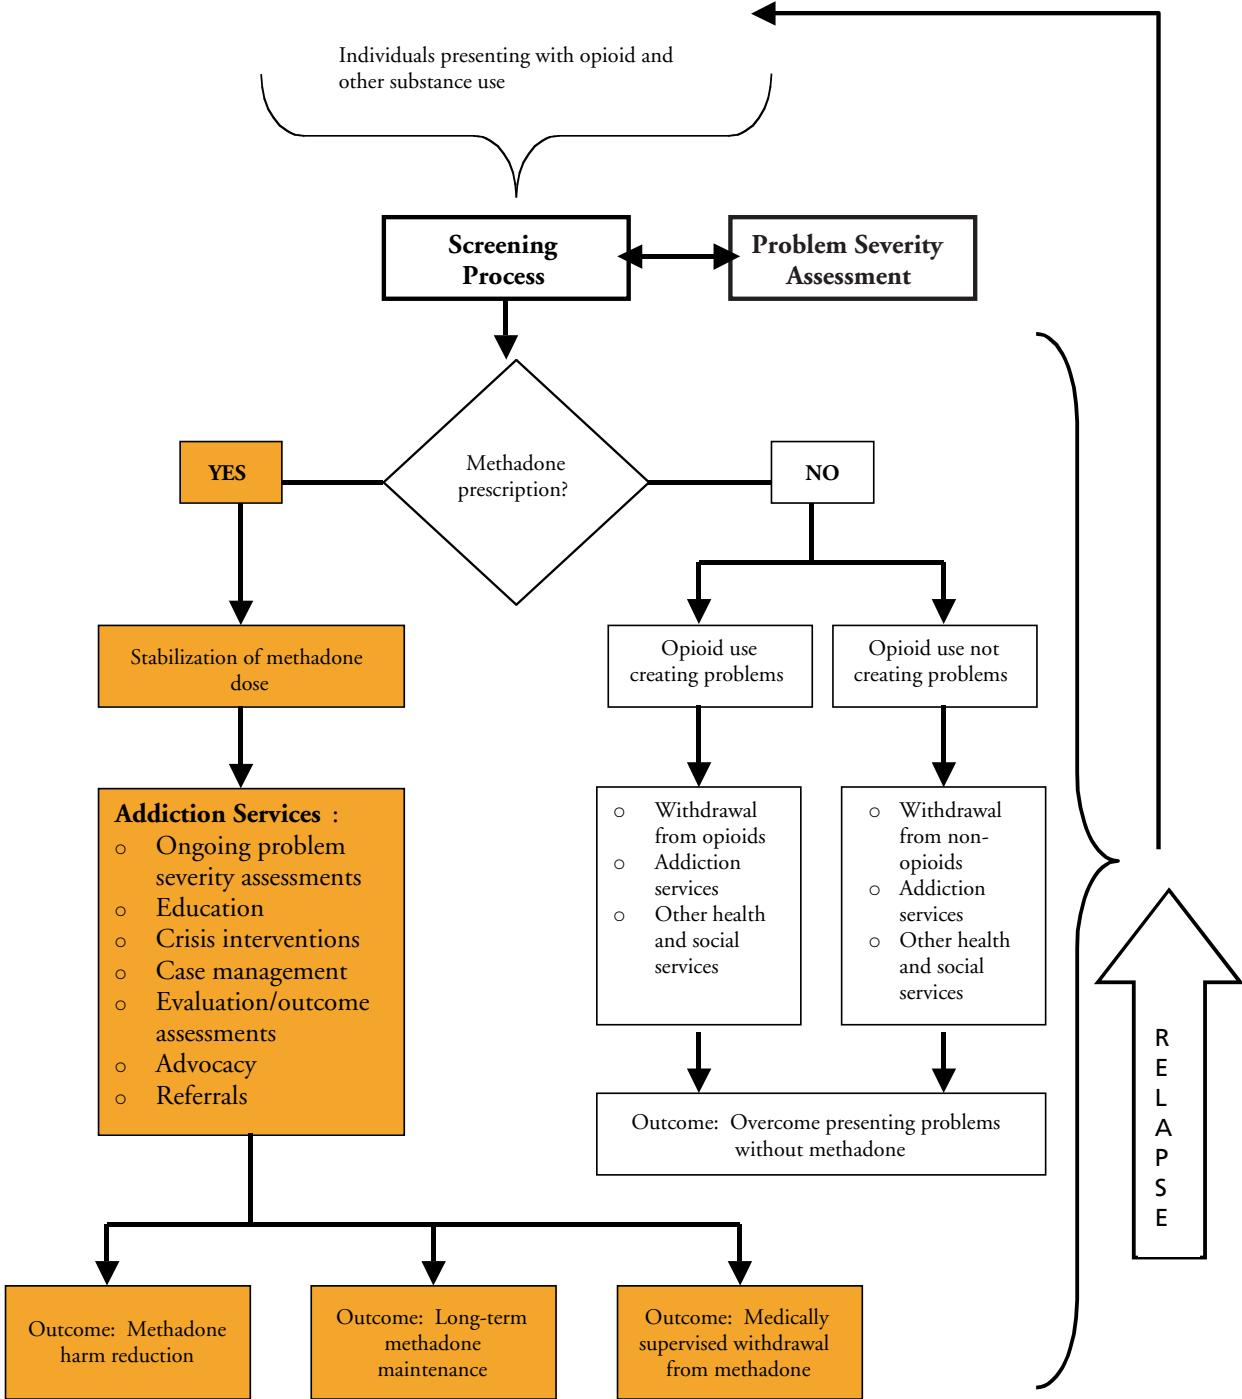 Individuals presenting with opioid and
other substance use
Screening
Process
Problem Severity
Assessment
Methadone
prescription?
YES
NO
Stabilization of methadone
dose
Opioid use
creating problems
Opioid use not
creating problems
Addiction Services :
o Ongoing problem
severity assessments
o Education
o Crisis interventions
o Case management
o Evaluation/outcome
assessments
o Advocacy
o Referrals
o Withdrawal
from opioids
o Addiction
services
o Other health
and social
services
o Withdrawal
from non-
opioids
o Addiction
services
o Other health
and social
services
Outcome: Overcome presenting problems
without methadone
Outcome: Methadone
harm reduction
Outcome: Long-term
methadone
maintenance
Outcome: Medically
supervised withdrawal
from methadone
R
E
L
A
P
S
E